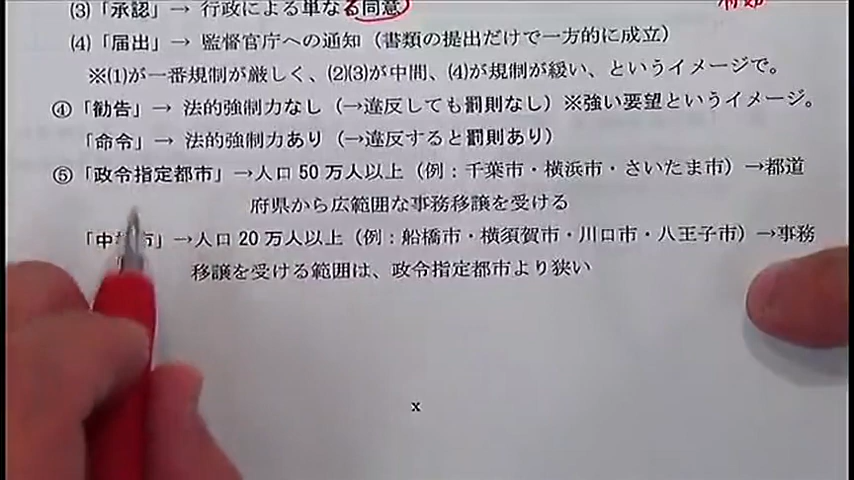 (3)「承認」→ 行政による単なる同意
(4)「届出」→ 監督官庁への通知（書類の提出だけで一方的に成立）
※(1)が一番規制が厳しく、(2)(3)が中間、(4)が規制が緩い、というイメージで。
④「勧告」→ 法的強制力なし（→違反しても罰則なし）※強い要望というイメージ。
「命令」→ 法的強制力あり（→違反すると罰則あり）
⑤「政令指定都市」→人口 50 万人以上（例：千葉市・横浜市・さいたま市）→都道
府県から広範囲な事務移譲を受ける
「中 市」→人口 20 万人以上（例：船橋市・横須賀市・川口市・八王子市）→事務
移譲を受ける範囲は、政令指定都市より狭い
x